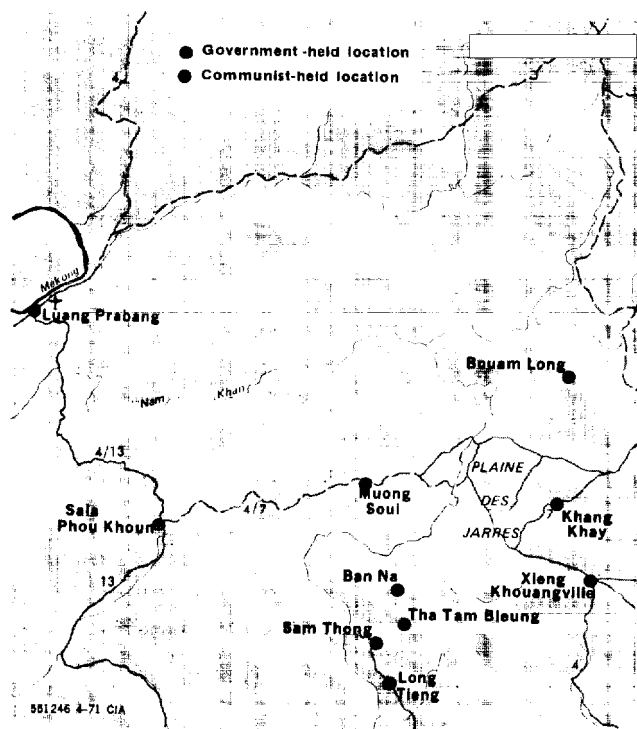 Government-held location
Communist-held location
4
Mekong
Luang Prabang
Bouam Long
Nam Khan
4/13
PLAINE
DES
JARRES
Muong
Soui
4/7
Sala
Phou Khoun
7
Khang
Khay
Ban Na
Xieng
Khouangville
13
Tha Tam Bleung
Sam Thong
Long
Tieng
4
551246 4-71 CIA